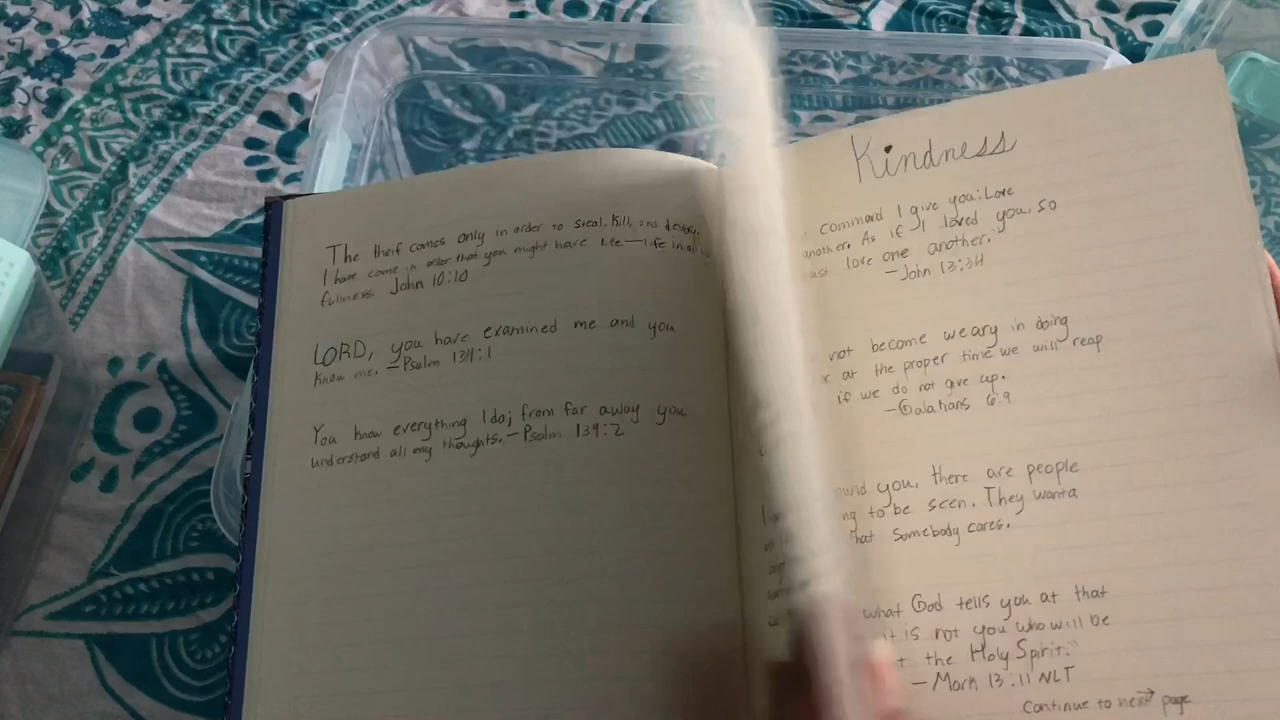 The theif comes only in order to steal, kill, and destroy.
I have come in order that you might have life—life in all its
fullness. John 10:10
LORD, you have examined me and you
know me. —Psalm 139:1
You know everything I do; from far away you
understand all my thoughts. —Psalm 139:2
Kindness
command I give you: Love
another. As if I loved you, so
ust love one another.
—John 13:34
not become weary in doing
r at the proper time we will reap
if we do not give up.
—Galatians 6:9
ound you, there are people
ng to be seen. They want a
hat somebody cares.
what God tells you at that
it is not you who will be
t the Holy Spirit."
—Mark 13:11 NLT
Continue to next page